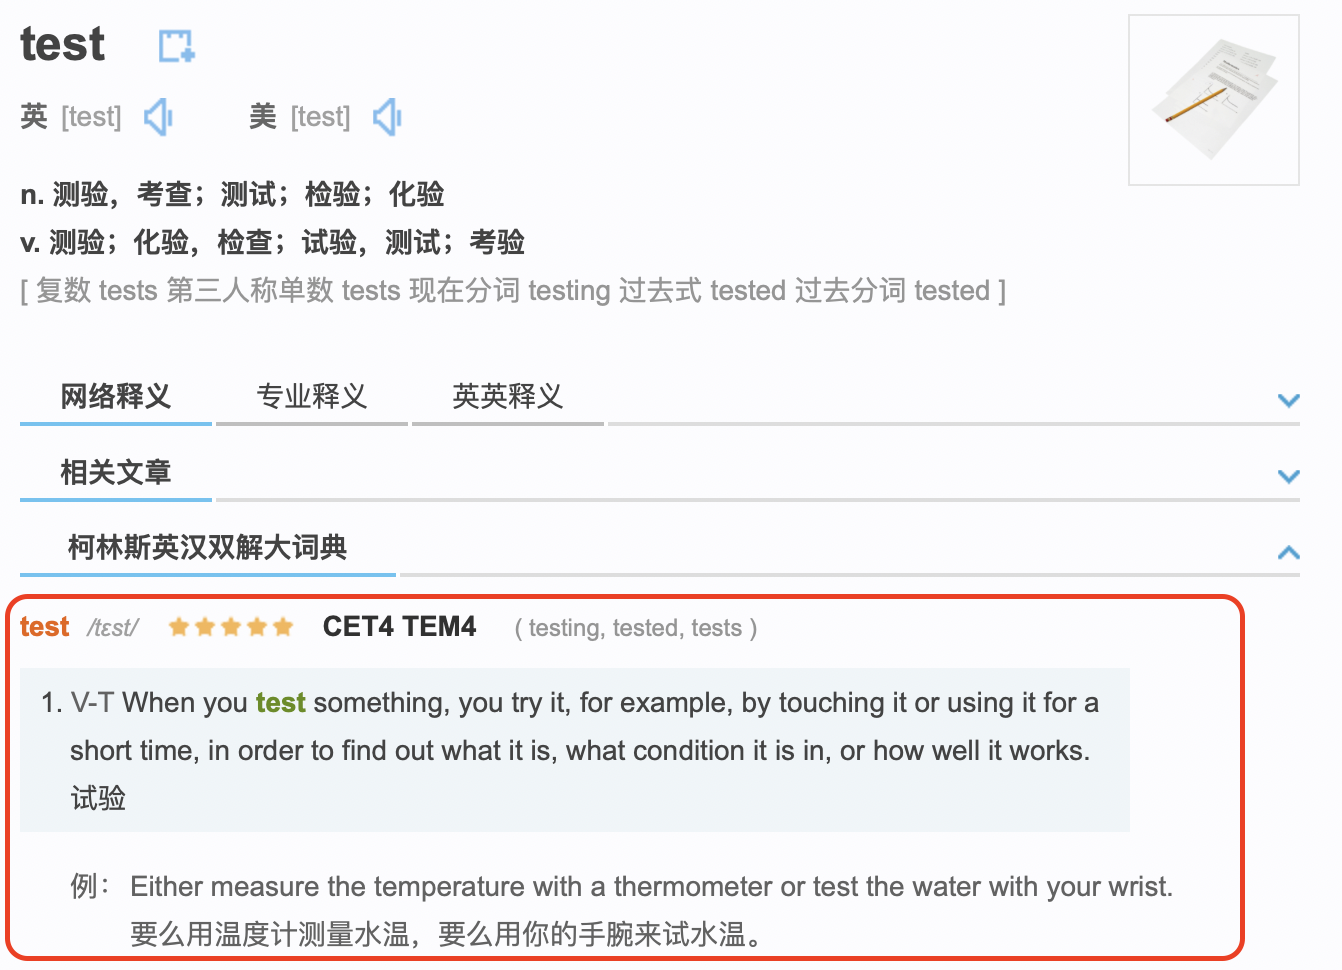 test
英 [test] 美 [test]
n. 测验，考查；测试；检验；化验
v. 测验；化验，检查；试验，测试；考验
[ 复数 tests 第三人称单数 tests 现在分词 testing 过去式 tested 过去分词 tested ]
网络释义 专业释义 英英释义
相关文章
柯林斯英汉双解大词典
test /tɛst/ CET4 TEM4 ( testing, tested, tests )
1. V-T When you test something, you try it, for example, by touching it or using it for a
short time, in order to find out what it is, what condition it is in, or how well it works.
试验
例： Either measure the temperature with a thermometer or test the water with your wrist.
要么用温度计测量水温，要么用你的手腕来试水温。